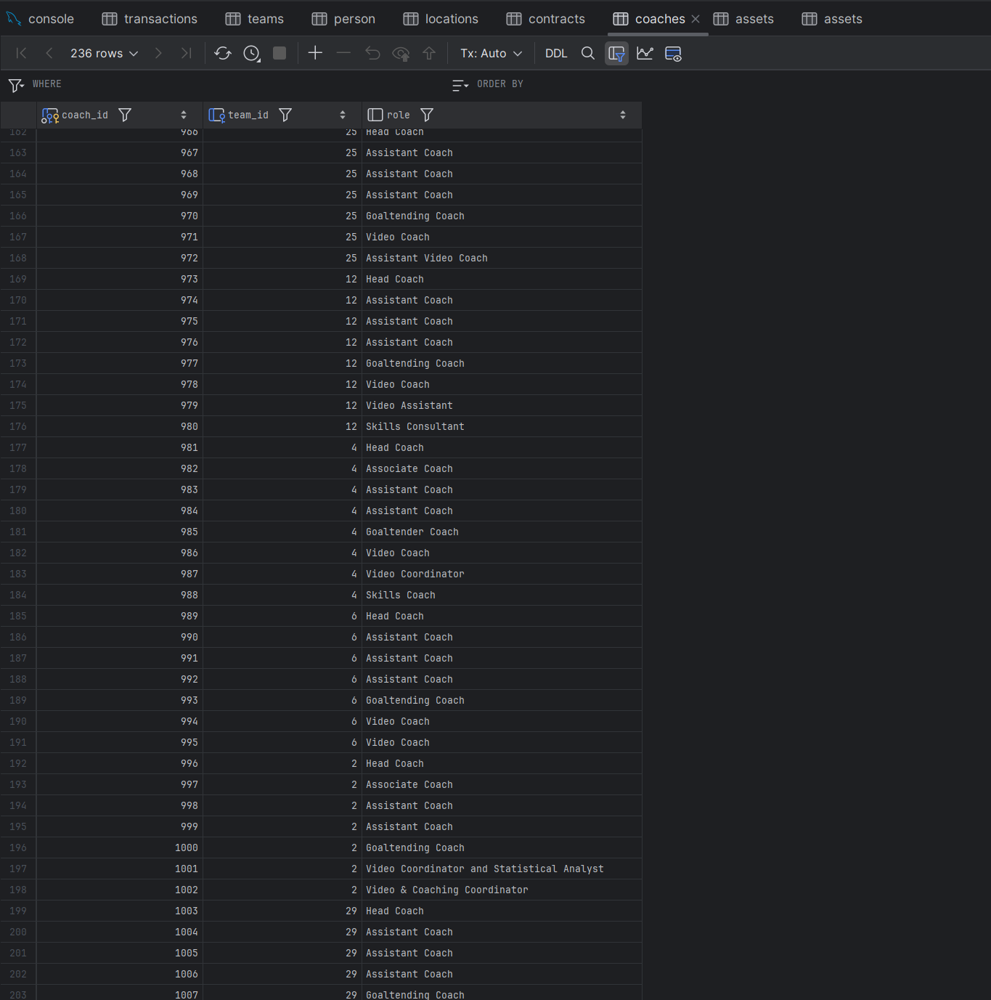 console transactions teams person locations contracts coaches assets assets
236 rows Tx: Auto DDL
WHERE ORDER BY
coach_id team_id role
162 966 25 Head Coach
163 967 25 Assistant Coach
164 968 25 Assistant Coach
165 969 25 Assistant Coach
166 970 25 Goaltending Coach
167 971 25 Video Coach
168 972 25 Assistant Video Coach
169 973 12 Head Coach
170 974 12 Assistant Coach
171 975 12 Assistant Coach
172 976 12 Assistant Coach
173 977 12 Goaltending Coach
174 978 12 Video Coach
175 979 12 Video Assistant
176 980 12 Skills Consultant
177 981 4 Head Coach
178 982 4 Associate Coach
179 983 4 Assistant Coach
180 984 4 Assistant Coach
181 985 4 Goaltender Coach
182 986 4 Video Coach
183 987 4 Video Coordinator
184 988 4 Skills Coach
185 989 6 Head Coach
186 990 6 Assistant Coach
187 991 6 Assistant Coach
188 992 6 Assistant Coach
189 993 6 Goaltending Coach
190 994 6 Video Coach
191 995 6 Video Coach
192 996 2 Head Coach
193 997 2 Associate Coach
194 998 2 Assistant Coach
195 999 2 Assistant Coach
196 1000 2 Goaltending Coach
197 1001 2 Video Coordinator and Statistical Analyst
198 1002 2 Video & Coaching Coordinator
199 1003 29 Head Coach
200 1004 29 Assistant Coach
201 1005 29 Assistant Coach
202 1006 29 Assistant Coach
203 1007 29 Goaltending Coach